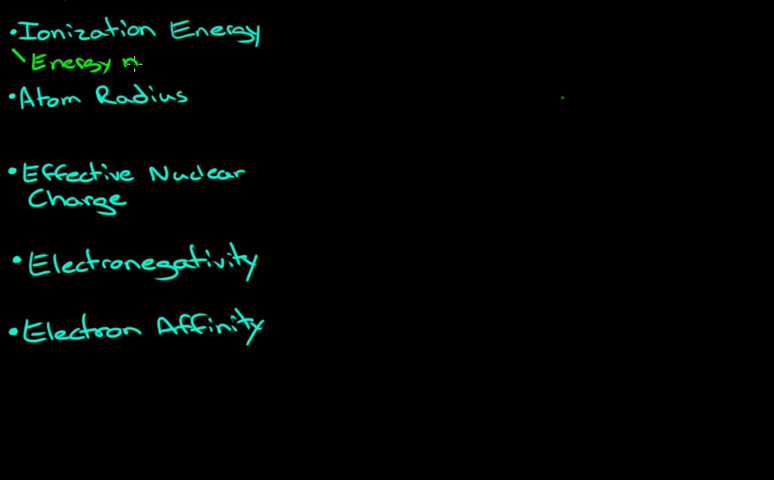 •Ionization Energy
\Energy n
•Atom Radius
•Effective Nuclear
Charge
•Electronegativity
•Electron Affinity